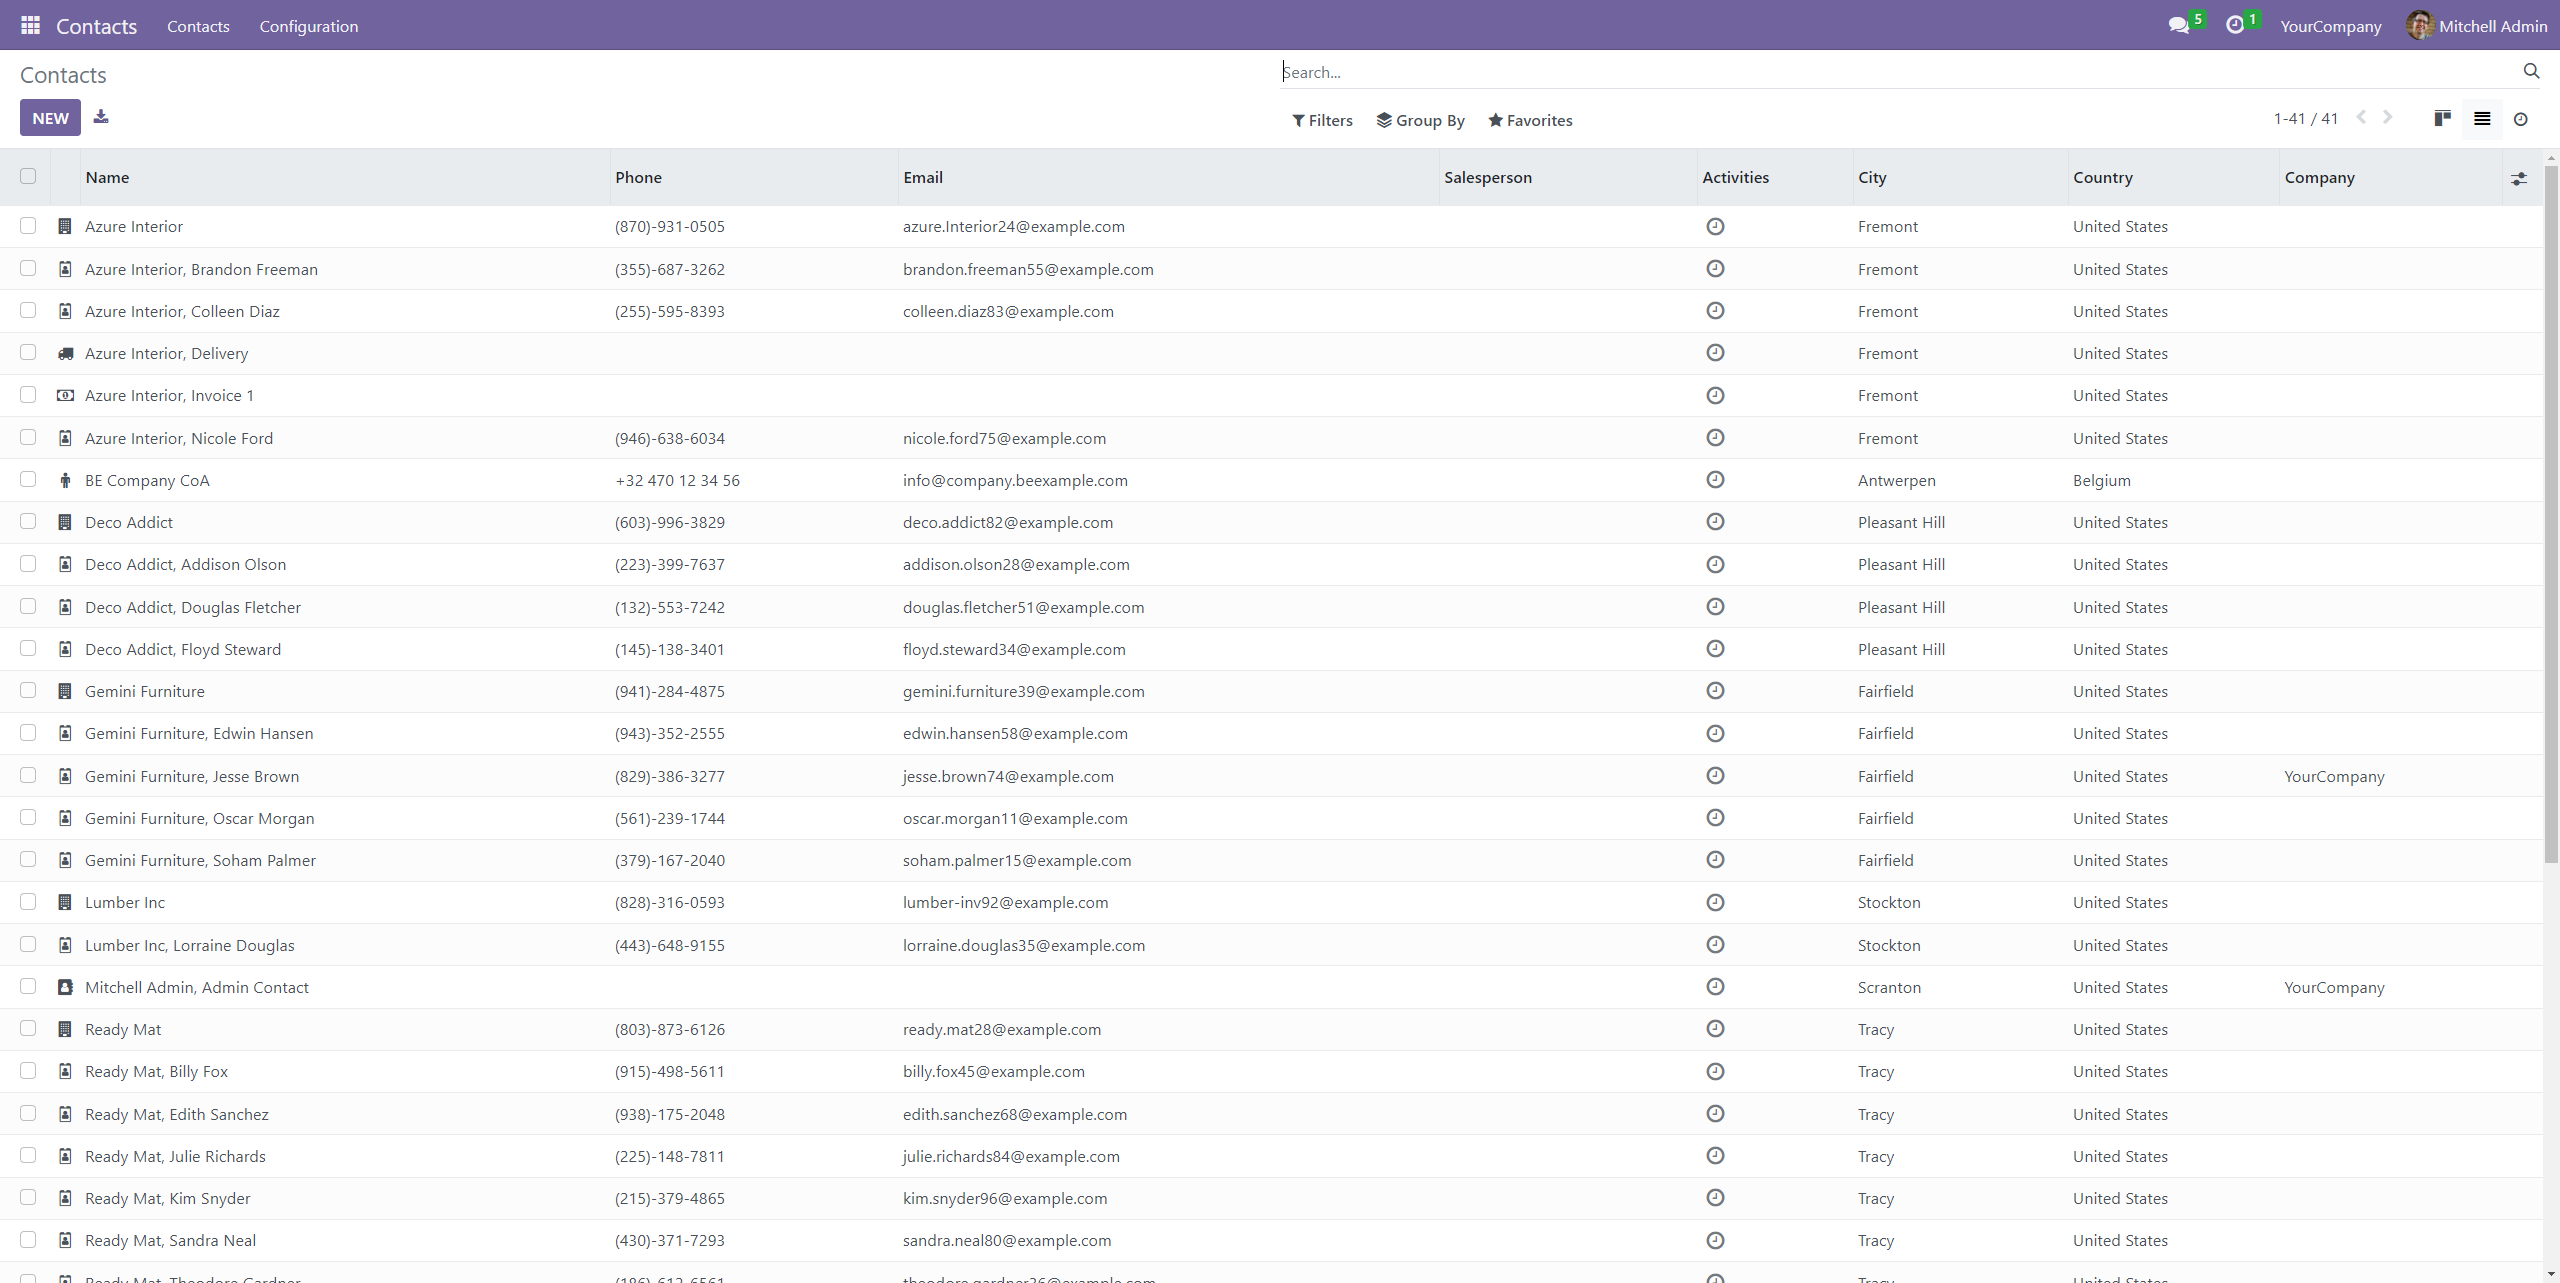 Contacts Contacts Configuration 5 1 YourCompany Mitchell Admin
Contacts Search...
NEW Filters Group By Favorites 1-41 / 41
Name Phone Email Salesperson Activities City Country Company
Azure Interior (870)-931-0505 azure.Interior24@example.com Fremont United States
Azure Interior, Brandon Freeman (355)-687-3262 brandon.freeman55@example.com Fremont United States
Azure Interior, Colleen Diaz (255)-595-8393 colleen.diaz83@example.com Fremont United States
Azure Interior, Delivery Fremont United States
Azure Interior, Invoice 1 Fremont United States
Azure Interior, Nicole Ford (946)-638-6034 nicole.ford75@example.com Fremont United States
BE Company CoA +32 470 12 34 56 info@company.beexample.com Antwerpen Belgium
Deco Addict (603)-996-3829 deco.addict82@example.com Pleasant Hill United States
Deco Addict, Addison Olson (223)-399-7637 addison.olson28@example.com Pleasant Hill United States
Deco Addict, Douglas Fletcher (132)-553-7242 douglas.fletcher51@example.com Pleasant Hill United States
Deco Addict, Floyd Steward (145)-138-3401 floyd.steward34@example.com Pleasant Hill United States
Gemini Furniture (941)-284-4875 gemini.furniture39@example.com Fairfield United States
Gemini Furniture, Edwin Hansen (943)-352-2555 edwin.hansen58@example.com Fairfield United States
Gemini Furniture, Jesse Brown (829)-386-3277 jesse.brown74@example.com Fairfield United States YourCompany
Gemini Furniture, Oscar Morgan (561)-239-1744 oscar.morgan11@example.com Fairfield United States
Gemini Furniture, Soham Palmer (379)-167-2040 soham.palmer15@example.com Fairfield United States
Lumber Inc (828)-316-0593 lumber-inv92@example.com Stockton United States
Lumber Inc, Lorraine Douglas (443)-648-9155 lorraine.douglas35@example.com Stockton United States
Mitchell Admin, Admin Contact Scranton United States YourCompany
Ready Mat (803)-873-6126 ready.mat28@example.com Tracy United States
Ready Mat, Billy Fox (915)-498-5611 billy.fox45@example.com Tracy United States
Ready Mat, Edith Sanchez (938)-175-2048 edith.sanchez68@example.com Tracy United States
Ready Mat, Julie Richards (225)-148-7811 julie.richards84@example.com Tracy United States
Ready Mat, Kim Snyder (215)-379-4865 kim.snyder96@example.com Tracy United States
Ready Mat, Sandra Neal (430)-371-7293 sandra.neal80@example.com Tracy United States
Ready Mat, Theodore Gardner (186)-612-6561 theodore.gardner36@example.com Tracy United States